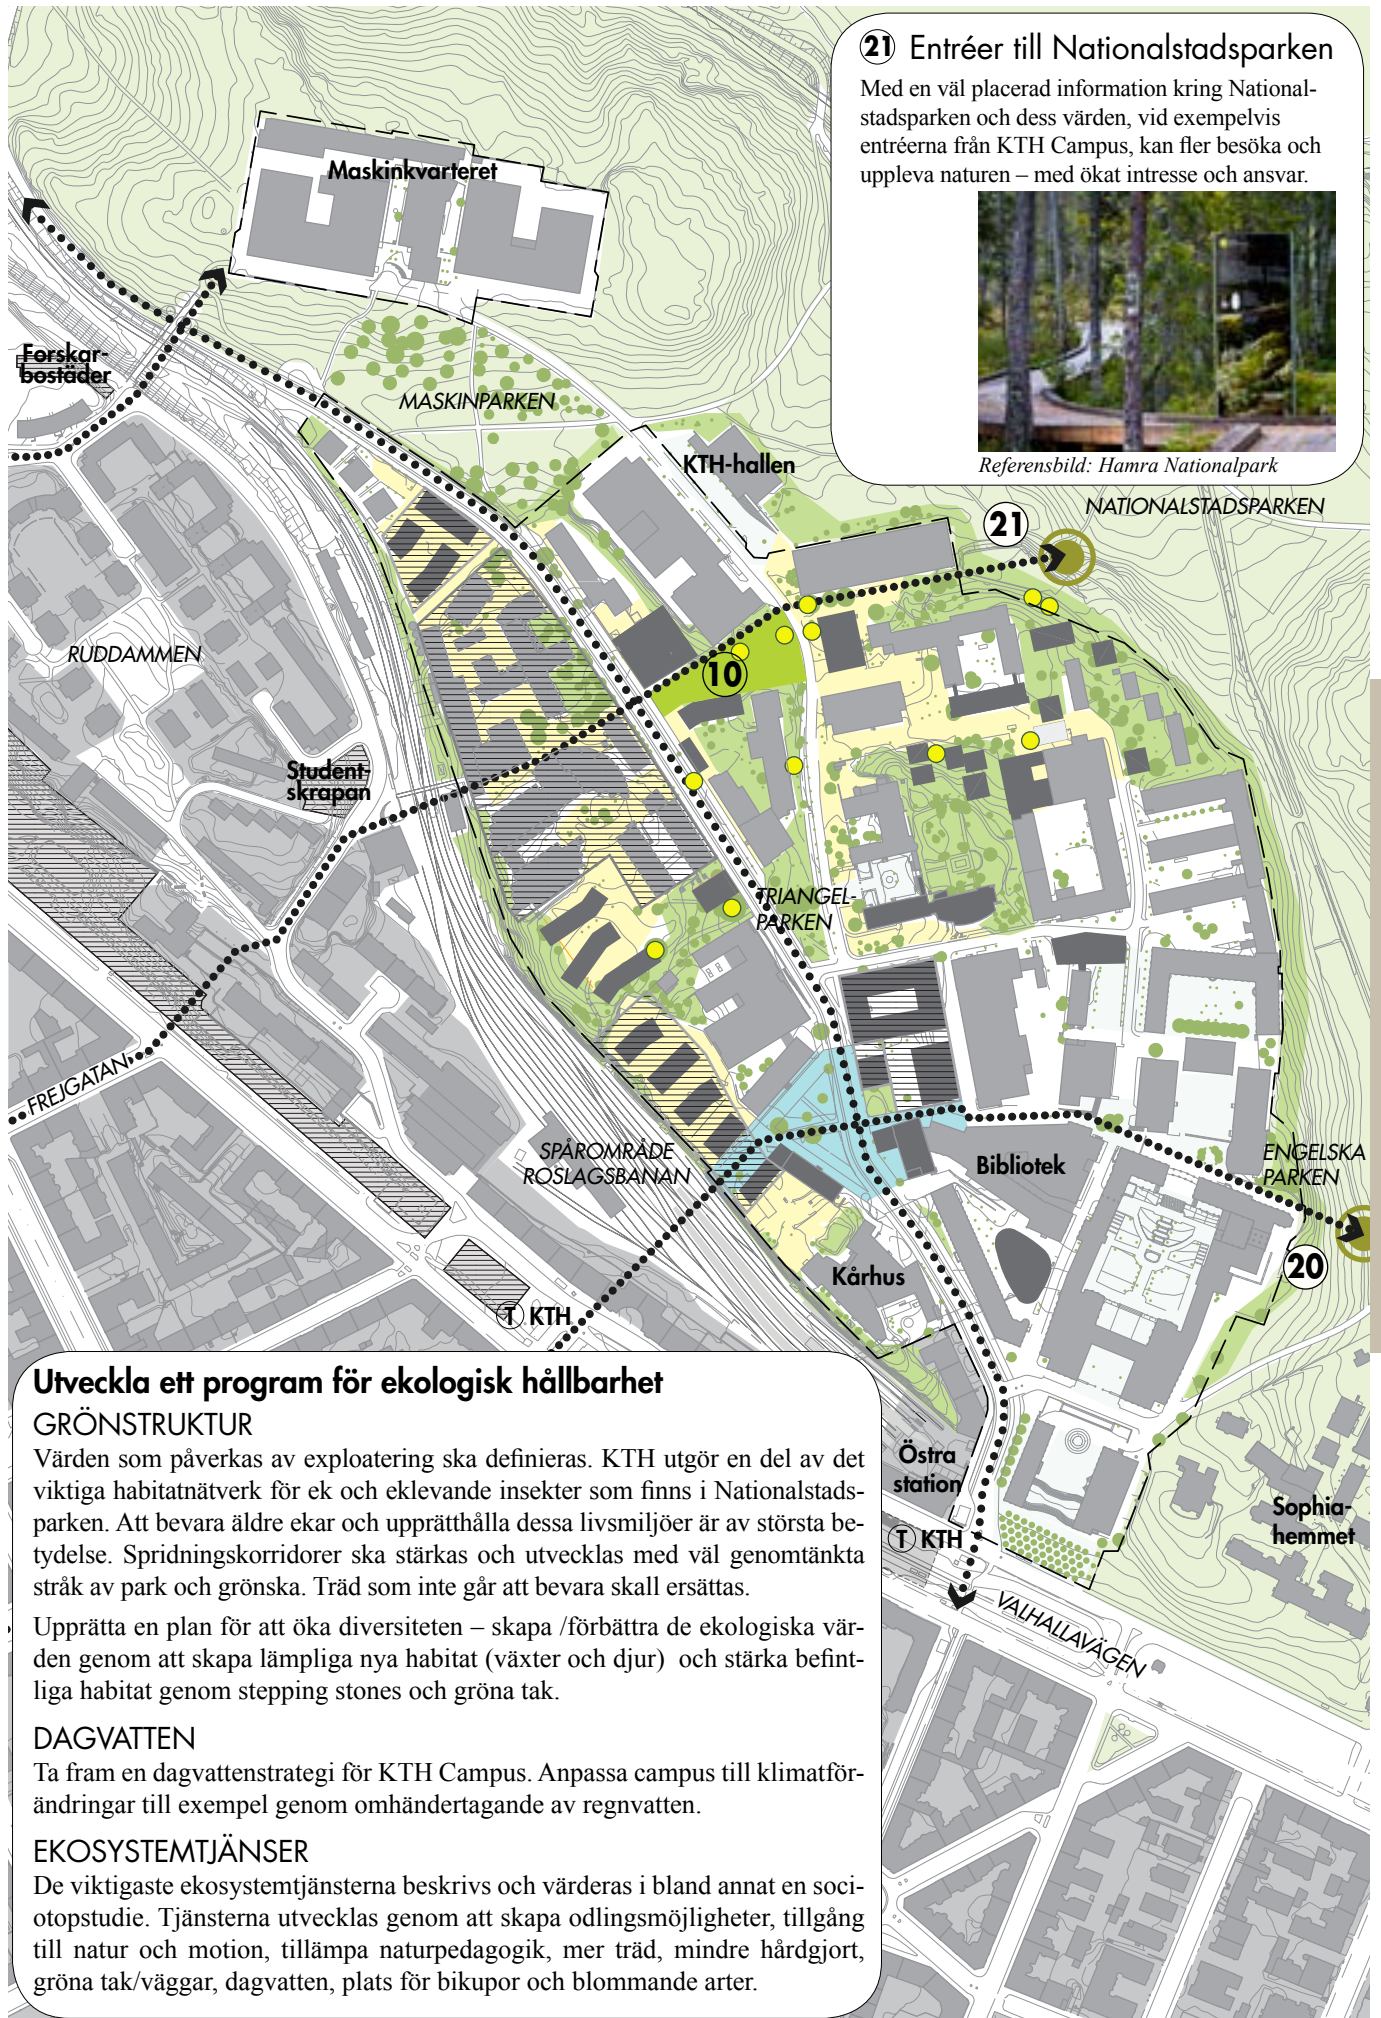 21 Entréer till Nationalstadsparken
Med en väl placerad information kring National-
stadsparken och dess värden, vid exempelvis
entréerna från KTH Campus, kan fler besöka och
uppleva naturen – med ökat intresse och ansvar.
Referensbild: Hamra Nationalpark
Maskinkvarteret
Forskar-
bostäder
MASKINPARKEN
KTH-hallen
NATIONALSTADSPARKEN
21
RUDDAMMEN
10
Student-
skrapan
TRIANGEL-
PARKEN
FREJGATAN
SPÅROMRÅDE
ROSLAGSBANAN
Bibliotek
ENGELSKA
PARKEN
20
Kårhus
T KTH
Östra
station
T KTH
Sophia-
hemmet
VALHALLAVÄGEN
Utveckla ett program för ekologisk hållbarhet
GRÖNSTRUKTUR
Värden som påverkas av exploatering ska definieras. KTH utgör en del av det
viktiga habitatnätverk för ek och eklevande insekter som finns i Nationalstads-
parken. Att bevara äldre ekar och upprätthålla dessa livsmiljöer är av största be-
tydelse. Spridningskorridorer ska stärkas och utvecklas med väl genomtänkta
stråk av park och grönska. Träd som inte går att bevara skall ersättas.
Upprätta en plan för att öka diversiteten – skapa /förbättra de ekologiska vär-
den genom att skapa lämpliga nya habitat (växter och djur)  och stärka befint-
liga habitat genom stepping stones och gröna tak.
DAGVATTEN
Ta fram en dagvattenstrategi för KTH Campus. Anpassa campus till klimatför-
ändringar till exempel genom omhändertagande av regnvatten.
EKOSYSTEMTJÄNSER
De viktigaste ekosystemtjänsterna beskrivs och värderas i bland annat en soci-
otopstudie. Tjänsterna utvecklas genom att skapa odlingsmöjligheter, tillgång
till natur och motion, tillämpa naturpedagogik, mer träd, mindre hårdgjort,
gröna tak/väggar, dagvatten, plats för bikupor och blommande arter.